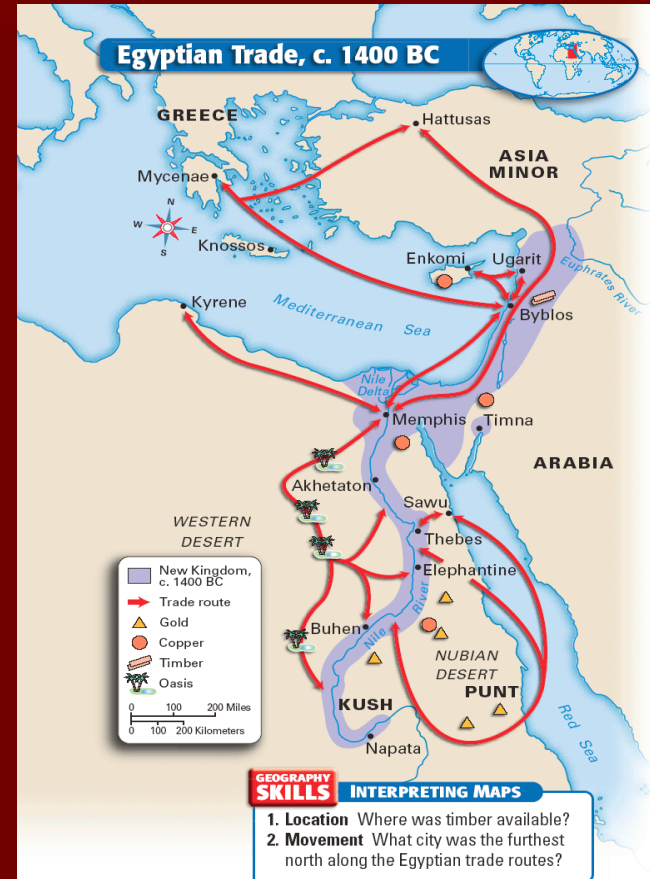 Egyptian Trade, c. 1400 BC
GREECE
Hattusas
ASIA
MINOR
Mycenae
N
W
E
S
Knossos
Enkomi
Ugarit
Euphrates River
Kyrene
Mediterranean Sea
Byblos
Nile
Delta
Memphis
Timna
ARABIA
Akhetaton
Sawu
WESTERN
DESERT
Thebes
Elephantine
New Kingdom,
c. 1400 BC
Trade route
Gold
Copper
Timber
Oasis
0 100 200 Miles
0 100 200 Kilometers
Buhen
Nile River
NUBIAN
DESERT
PUNT
KUSH
Red Sea
Napata
GEOGRAPHY
SKILLS
INTERPRETING MAPS
1. Location Where was timber available?
2. Movement What city was the furthest
north along the Egyptian trade routes?